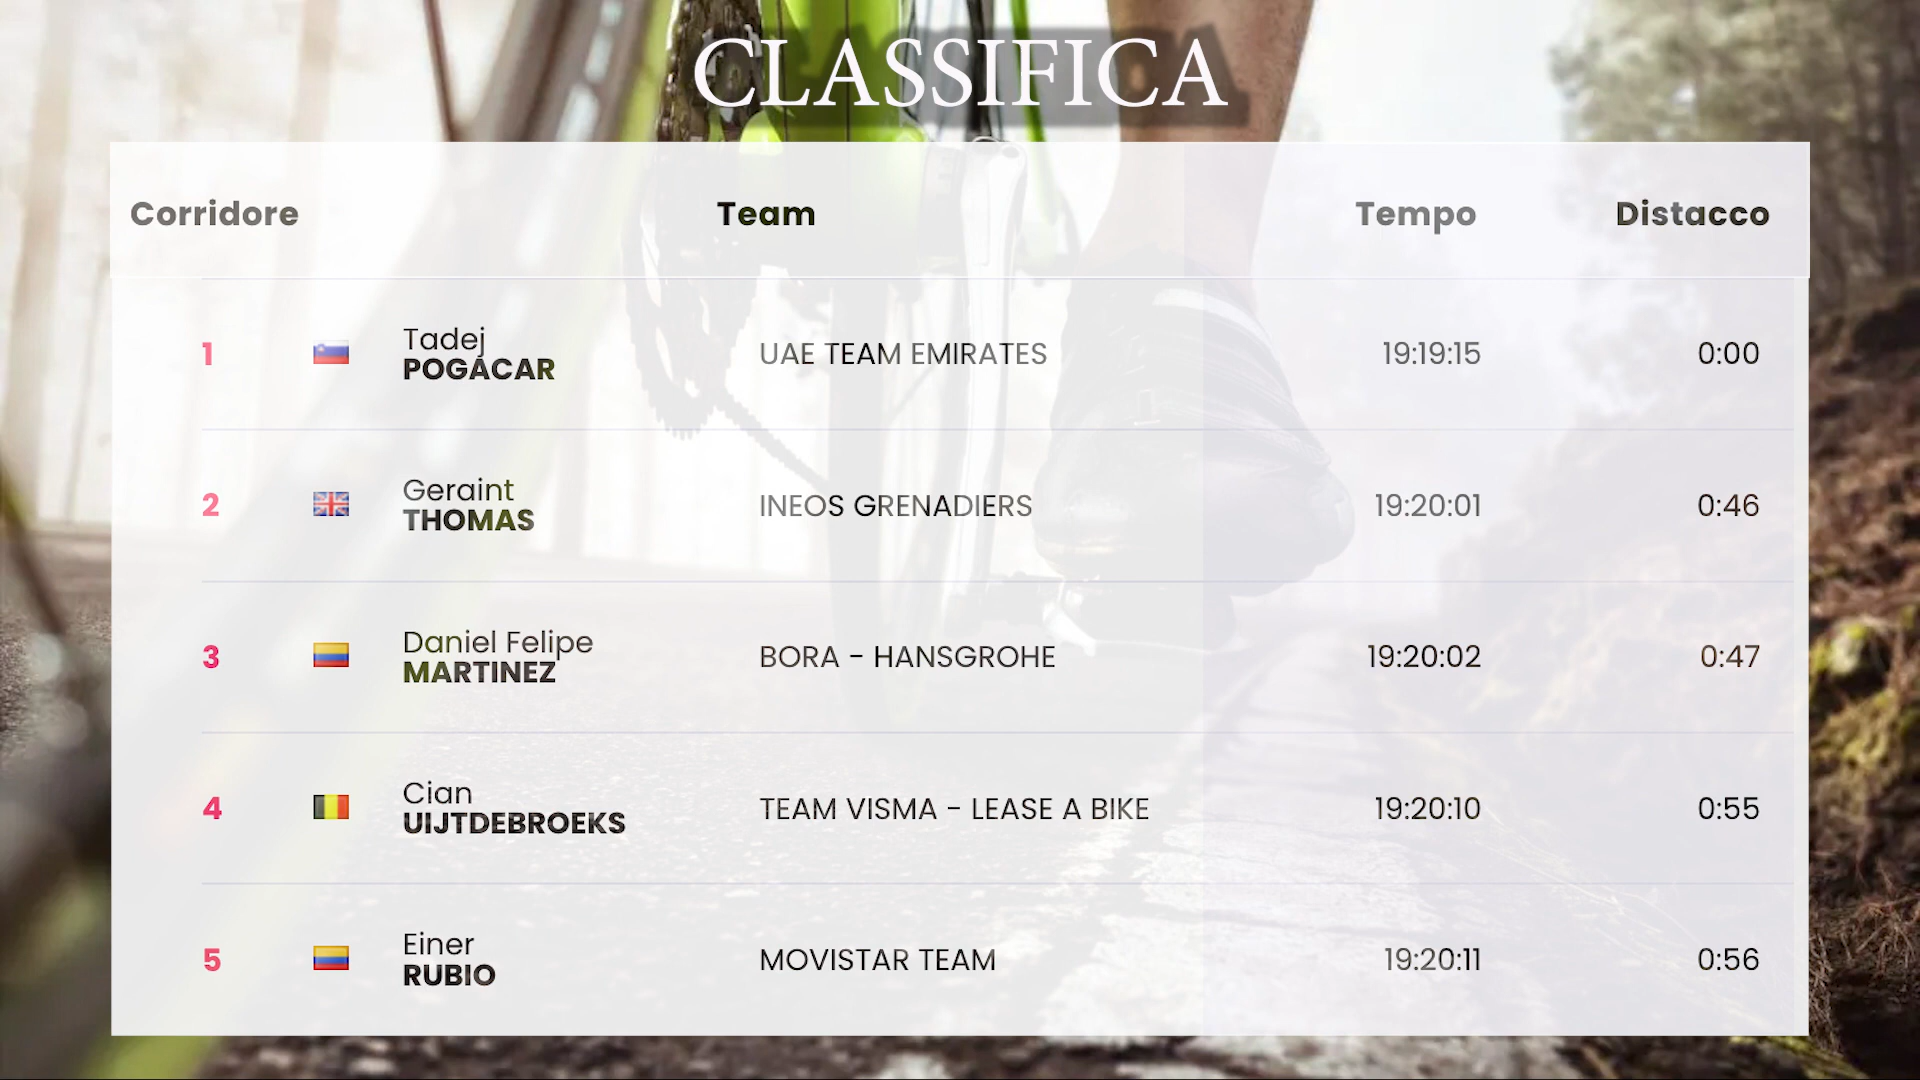 CLASSIFICA
Corridore Team Tempo Distacco
1 Tadej UAE TEAM EMIRATES 19:19:15 0:00
POGAČAR
2 Geraint INEOS GRENADIERS 19:20:01 0:46
THOMAS
3 Daniel Felipe BORA - HANSGROHE 19:20:02 0:47
MARTINEZ
4 Cian TEAM VISMA - LEASE A BIKE 19:20:10 0:55
UIJTDEBROEKS
5 Einer MOVISTAR TEAM 19:20:11 0:56
RUBIO